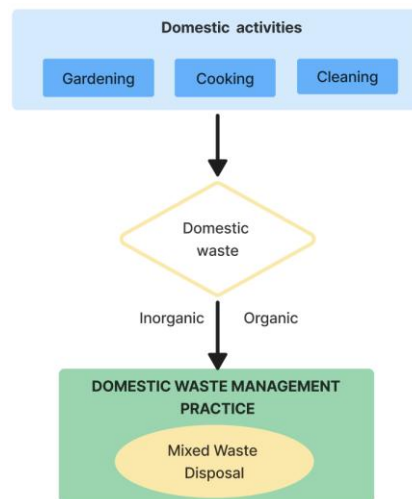 Domestic activities
Gardening
Cooking
Cleaning
Domestic
waste
Inorganic
Organic
DOMESTIC WASTE MANAGEMENT
PRACTICE
Mixed Waste
Disposal